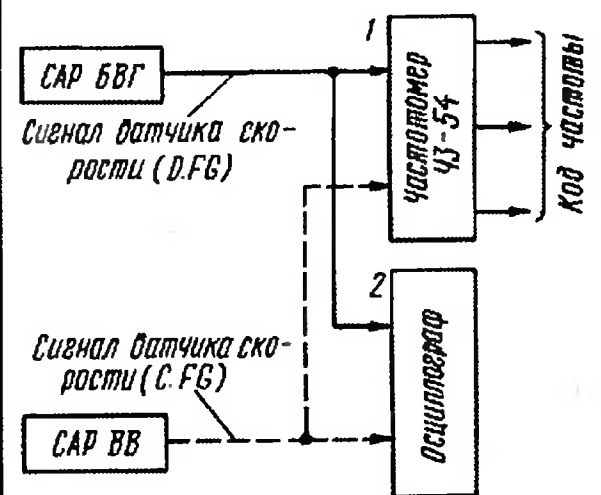 1
САР БВГ
Сигнал датчика ско-
рости (D.FG)
Частотомер
Ч3-54
Код частоты
2
Сигнал датчика ско-
рости (C.FG)
САР ВВ
Осциллограф